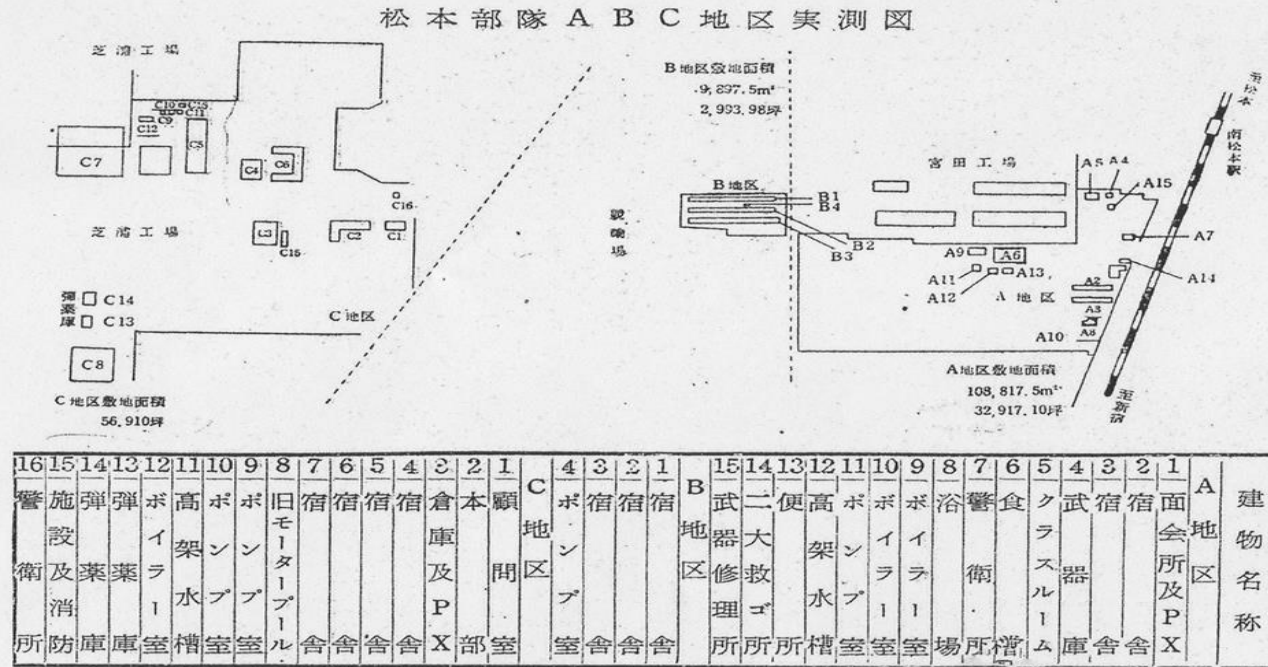 松本部隊ABC地区実測図
芝浦工場
C10
C11
C9
C12
C5
C7
C4
C6
C16
芝浦工場
C3
C15
C2
C1
弾薬庫
C14
C13
C8
C地区
C地区敷地面積
56,910坪
B地区敷地面積
9,897.5m²
2,993.98坪
B地区
B1
B4
B2
B3
宮田工場
A5
A4
A15
A7
A14
A9
A6
A11
A12
A13
A地区
A2
A3
A8
A10
A地区敷地面積
108,817.5m²
32,917.10坪
至松本
南松本駅
至新宿
建物名称
A地区
1 面会所及PX
2 宿舎
3 宿舎
4 武器庫
5 クラスルーム
6 食
7 警衛所
8 浴場
9 ボイラー室
10 ボイラー室
11 ポンプ室
12 高架水槽
13 便所
14 二大救ゴ所
15 武器修理所
B地区
1 宿舎
2 宿舎
3 宿舎
4 ポンプ室
C地区
1 顧問室
2 本部
3 倉庫及PX
4 宿舎
5 宿舎
6 宿舎
7 宿舎
8 旧モータープール
9 ポンプ室
10 ポンプ室
11 高架水槽
12 ボイラー室
13 弾薬庫
14 弾薬庫
15 施設及消防
16 警衛所